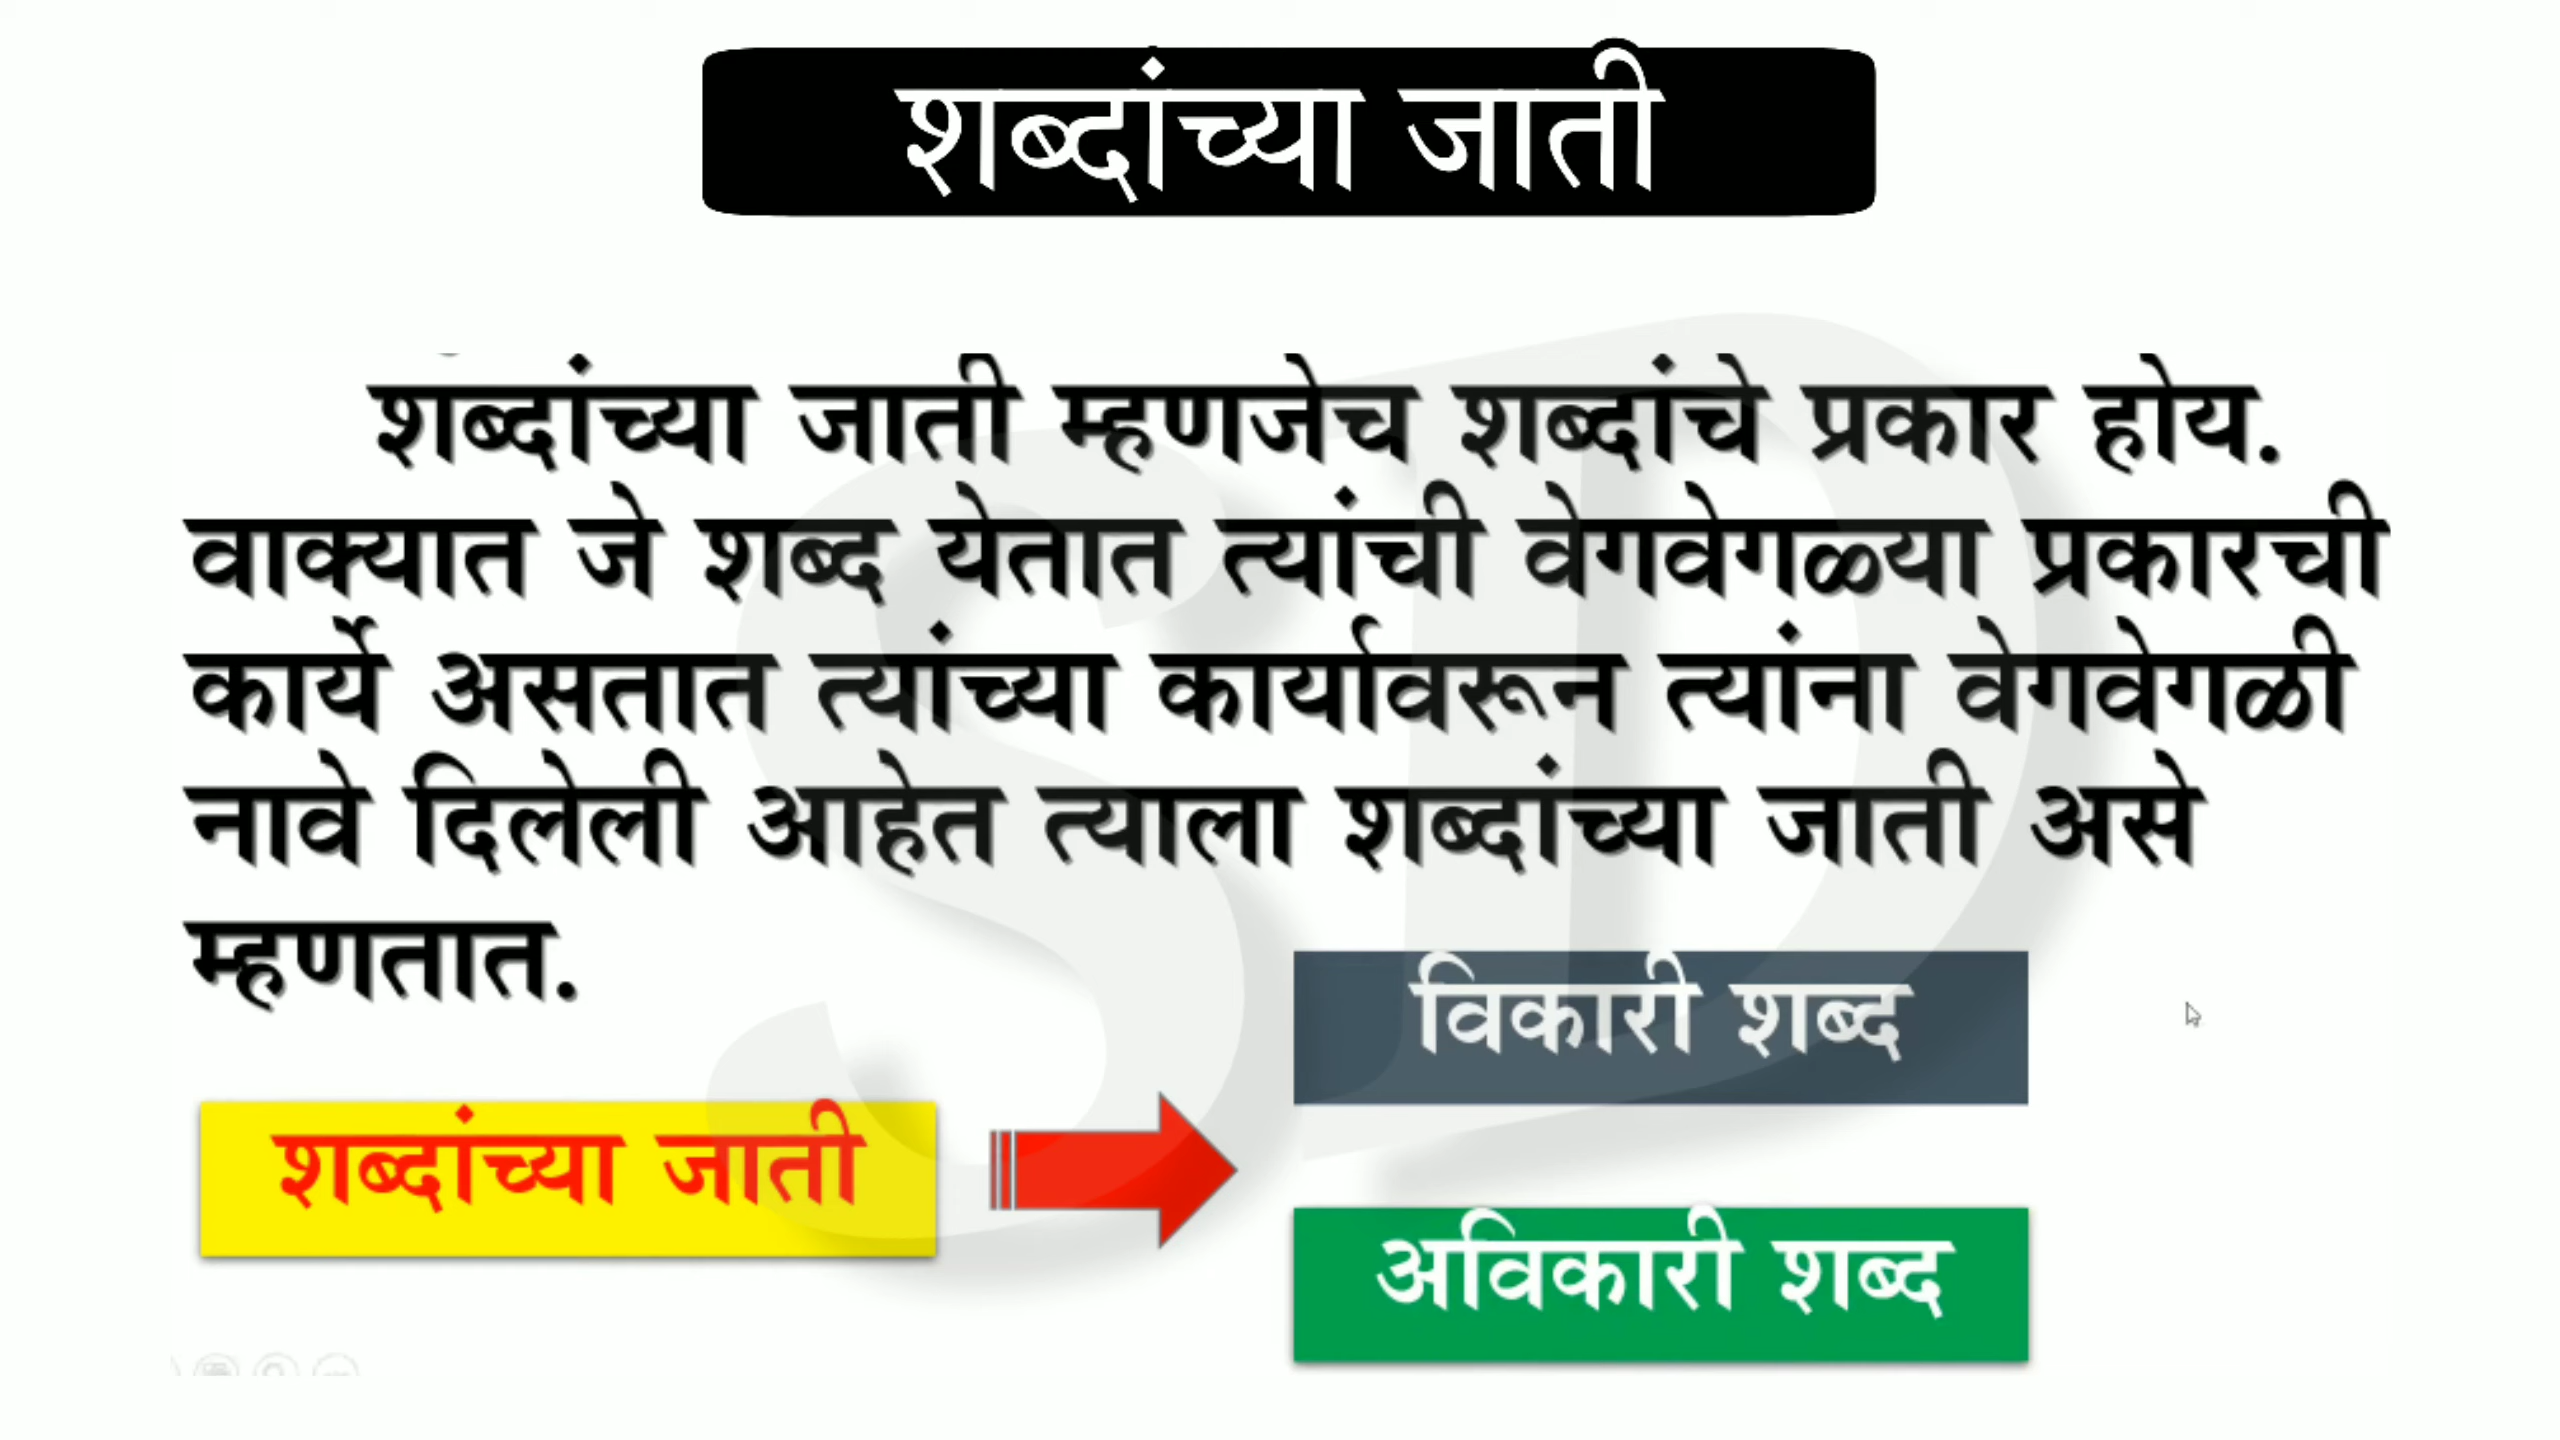 शब्दांच्या जाती
शब्दांच्या जाती म्हणजेच शब्दांचे प्रकार होय.
वाक्यात जे शब्द येतात त्यांची वेगवेगळ्या प्रकारची
कार्ये असतात त्यांच्या कार्यावरून त्यांना वेगवेगळी
नावे दिलेली आहेत त्याला शब्दांच्या जाती असे
म्हणतात.
विकारी शब्द
शब्दांच्या जाती
अविकारी शब्द
SD